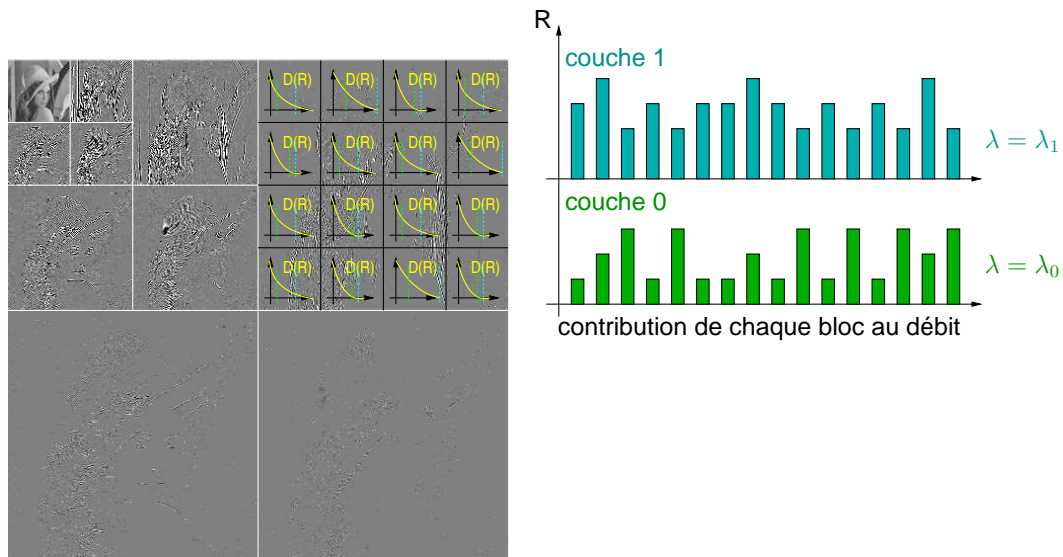 D(R) D(R) D(R) D(R)
D(R) D(R) D(R) D(R)
D(R) D(R) D(R) D(R)
D(R) D(R) D(R) D(R)
R
couche 1
λ = λ₁
couche 0
λ = λ₀
contribution de chaque bloc au débit